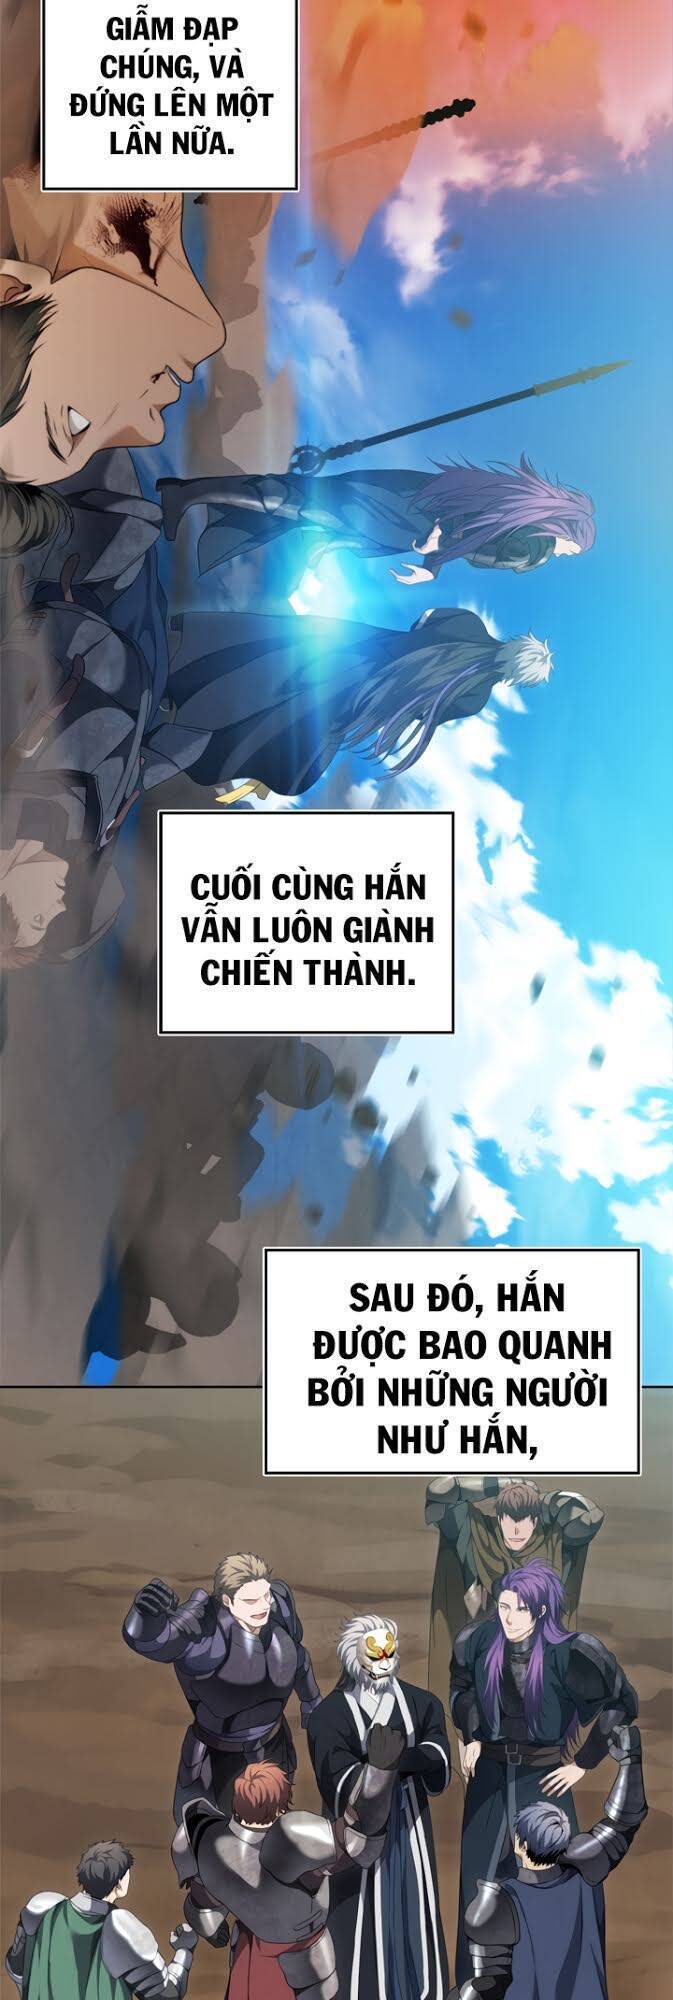 GIẪM ĐẠP
CHÚNG, VÀ
ĐỨNG LÊN MỘT
LẦN NỮA.
CUỐI CÙNG HẮN
VẪN LUÔN GIÀNH
CHIẾN THÀNH.
SAU ĐÓ, HẮN
ĐƯỢC BAO QUANH
BỞI NHỮNG NGƯỜI
NHƯ HẮN,